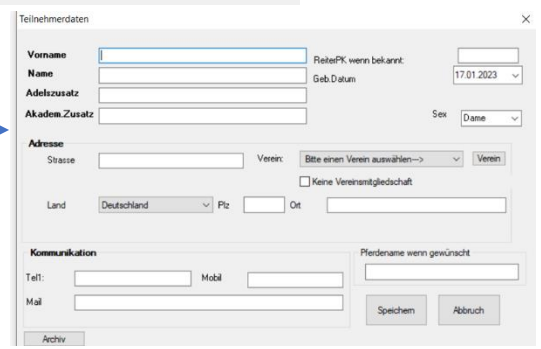 Teilnehmerdaten
Vorname
ReiterPK wenn bekannt:
Name
Geb.Datum
17.01.2023
Adelszusatz
Akadem.Zusatz
Sex
Dame
Adresse
Strasse
Verein:
Bitte einen Verein auswählen--->
Verein
Keine Vereinsmitgliedschaft
Land
Deutschland
Plz
Ort
Kommunikation
Pferdename wenn gewünscht
Tel1:
Mobil
Mail
Speichern
Abbruch
Archiv